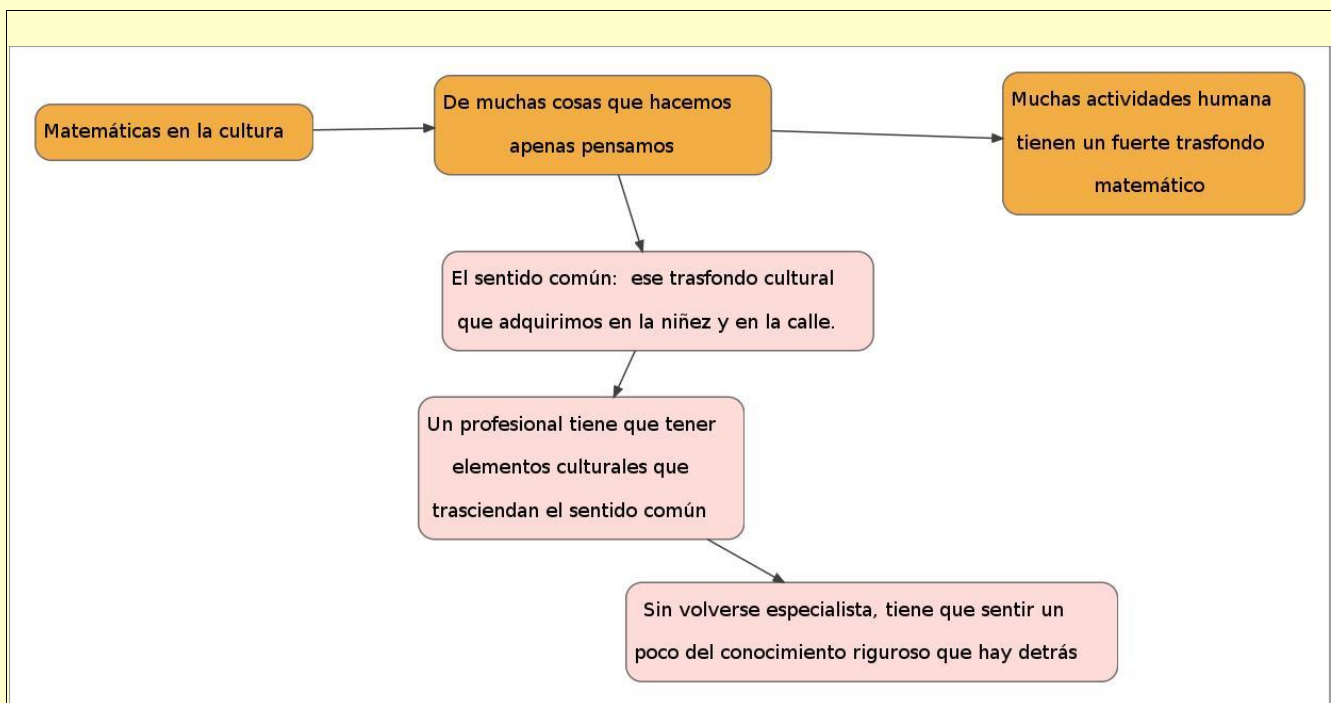 Matemáticas en la cultura
De muchas cosas que hacemos
apenas pensamos
Muchas actividades humana
tienen un fuerte trasfondo
matemático
El sentido común:  ese trasfondo cultural
que adquirimos en la niñez y en la calle.
Un profesional tiene que tener
elementos culturales que
trasciendan el sentido común
Sin volverse especialista, tiene que sentir un
poco del conocimiento riguroso que hay detrás